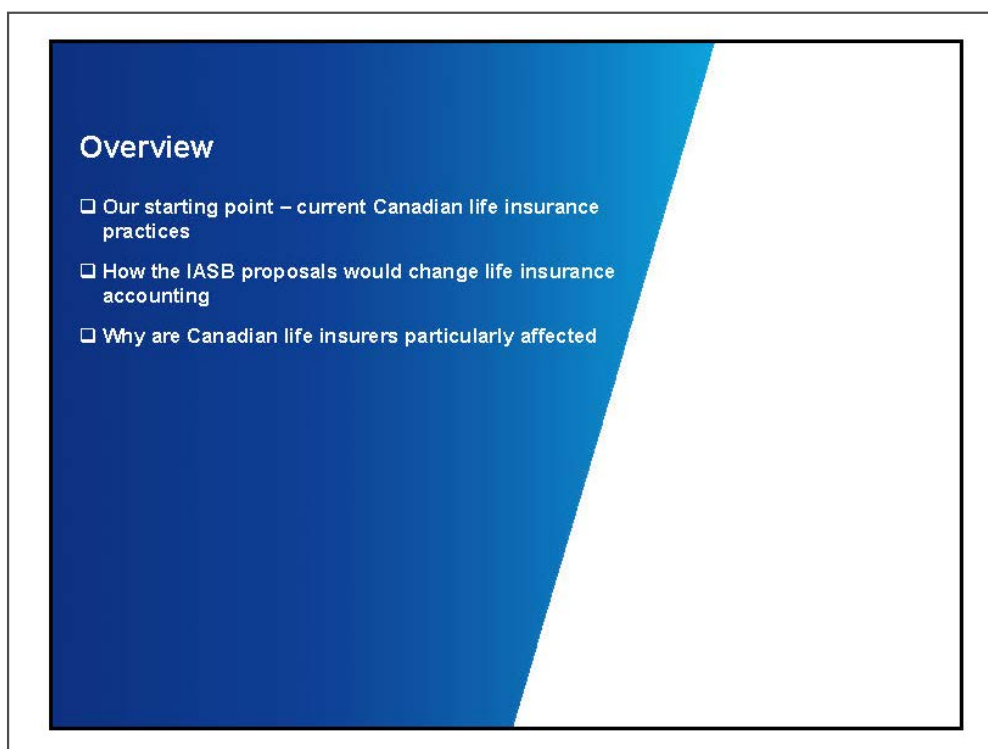 Overview
❑ Our starting point – current Canadian life insurance
practices
❑ How the IASB proposals would change life insurance
accounting
❑ Why are Canadian life insurers particularly affected